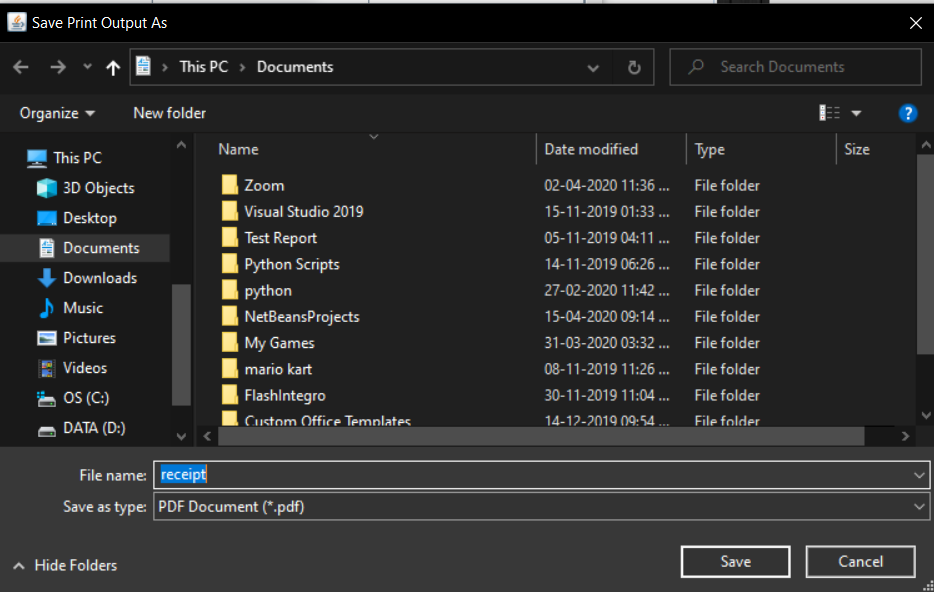 Save Print Output As
This PC > Documents
Search Documents
Organize
New folder
?
Name Date modified Type Size
This PC
3D Objects
Desktop
Documents
Downloads
Music
Pictures
Videos
OS (C:)
DATA (D:)
Zoom 02-04-2020 11:36 ... File folder
Visual Studio 2019 15-11-2019 01:33 ... File folder
Test Report 05-11-2019 04:11 ... File folder
Python Scripts 14-11-2019 06:26 ... File folder
python 27-02-2020 11:42 ... File folder
NetBeansProjects 15-04-2020 09:14 ... File folder
My Games 31-03-2020 03:32 ... File folder
mario kart 08-11-2019 11:26 ... File folder
FlashIntegro 30-11-2019 11:04 ... File folder
Custom Office Templates 14-12-2019 09:54 ... File folder
File name: receipt
Save as type: PDF Document (*.pdf)
Hide Folders
Save
Cancel